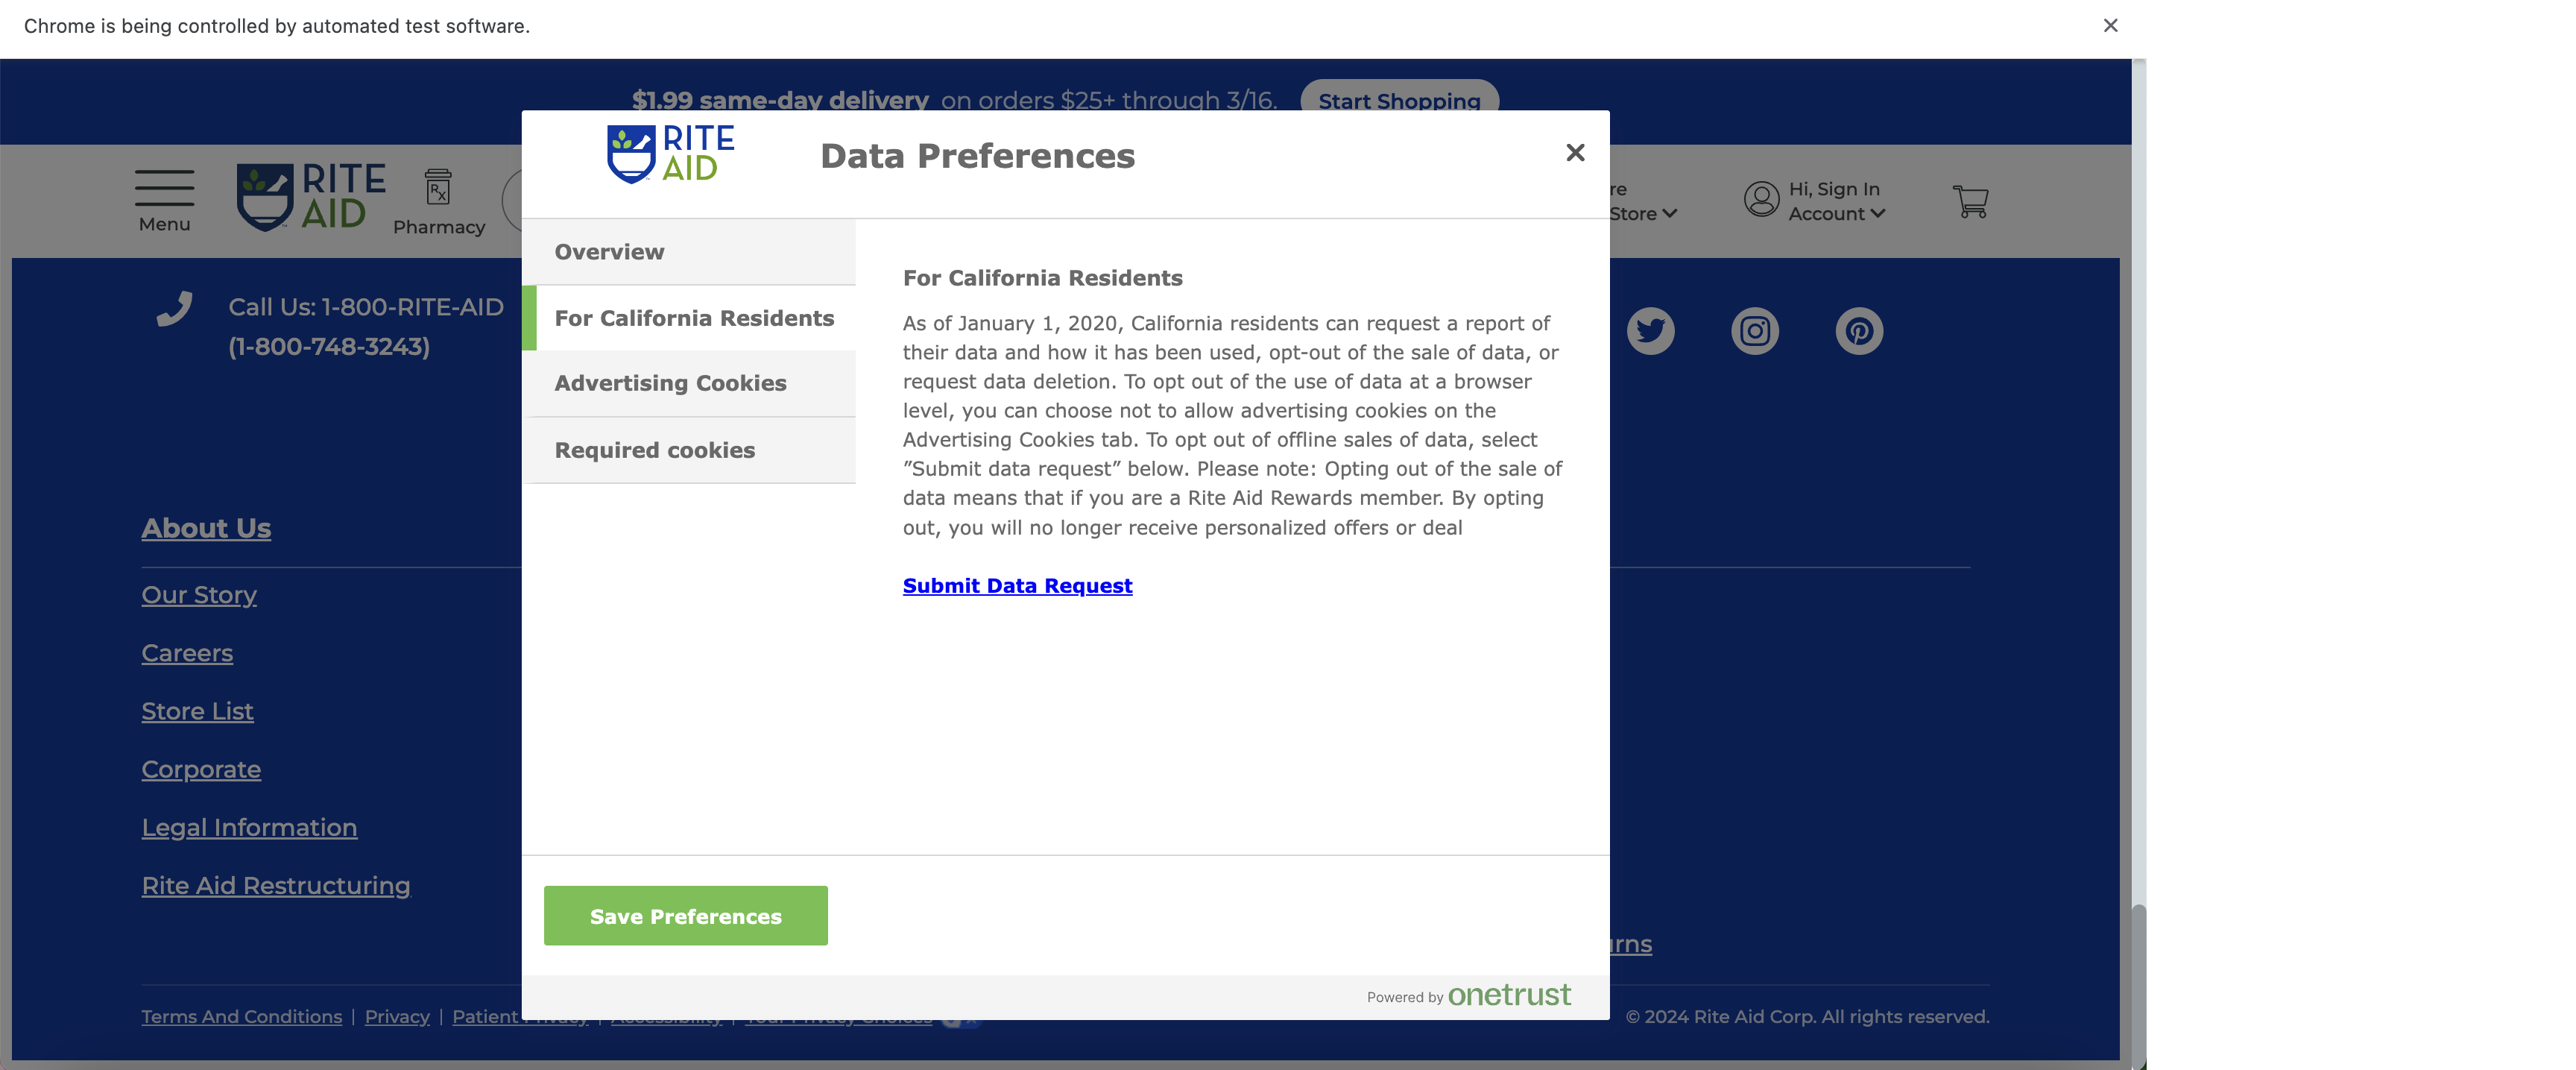 Chrome is being controlled by automated test software.
$1.99 same-day delivery on orders $25+ through 3/16. Start Shopping
RITE AID
Data Preferences
Menu
RITE AID
Pharmacy
Store
Hi, Sign In
Account
Overview
For California Residents
Advertising Cookies
Required cookies
For California Residents
As of January 1, 2020, California residents can request a report of
their data and how it has been used, opt-out of the sale of data, or
request data deletion. To opt out of the use of data at a browser
level, you can choose not to allow advertising cookies on the
Advertising Cookies tab. To opt out of offline sales of data, select
”Submit data request” below. Please note: Opting out of the sale of
data means that if you are a Rite Aid Rewards member. By opting
out, you will no longer receive personalized offers or deal
Submit Data Request
Call Us: 1-800-RITE-AID
(1-800-748-3243)
About Us
Our Story
Careers
Store List
Corporate
Legal Information
Rite Aid Restructuring
Save Preferences
Powered by onetrust
Terms And Conditions | Privacy | Patient Privacy | Accessibility | Your Privacy Choices
© 2024 Rite Aid Corp. All rights reserved.